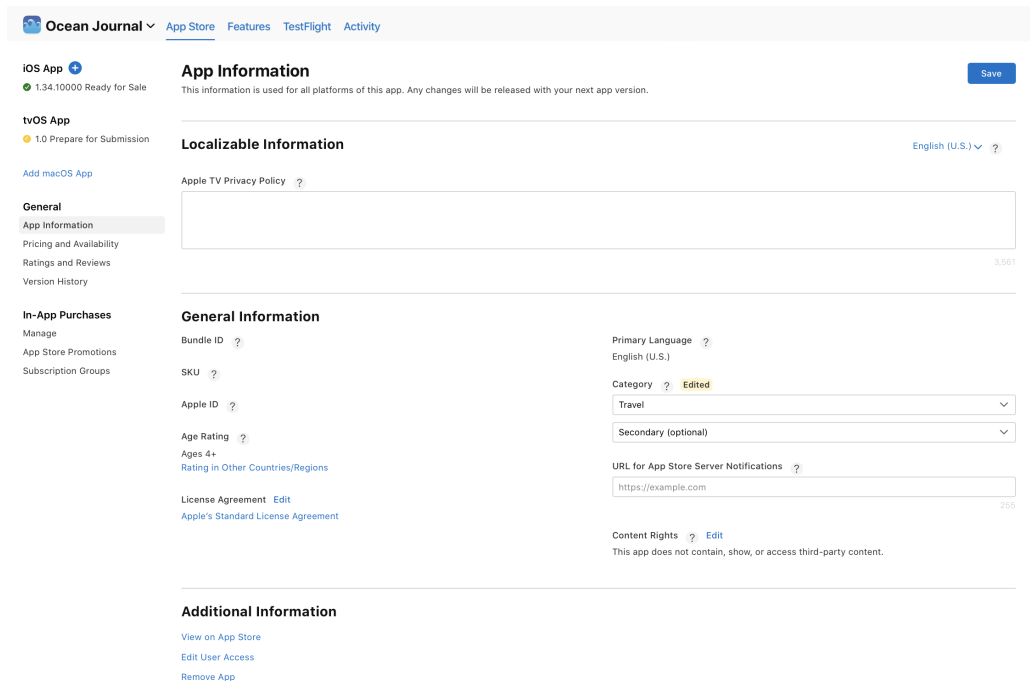 Ocean Journal App Store Features TestFlight Activity
iOS App
1.34.10000 Ready for Sale
tvOS App
1.0 Prepare for Submission
Add macOS App
General
App Information
Pricing and Availability
Ratings and Reviews
Version History
In-App Purchases
Manage
App Store Promotions
Subscription Groups
App Information
Save
This information is used for all platforms of this app. Any changes will be released with your next app version.
Localizable Information
English (U.S.) ?
Apple TV Privacy Policy ?
3,561
General Information
Bundle ID ?
SKU ?
Apple ID ?
Age Rating ?
Ages 4+
Rating in Other Countries/Regions
License Agreement Edit
Apple's Standard License Agreement
Primary Language ?
English (U.S.)
Category ? Edited
Travel
Secondary (optional)
URL for App Store Server Notifications ?
https://example.com
255
Content Rights ? Edit
This app does not contain, show, or access third-party content.
Additional Information
View on App Store
Edit User Access
Remove App